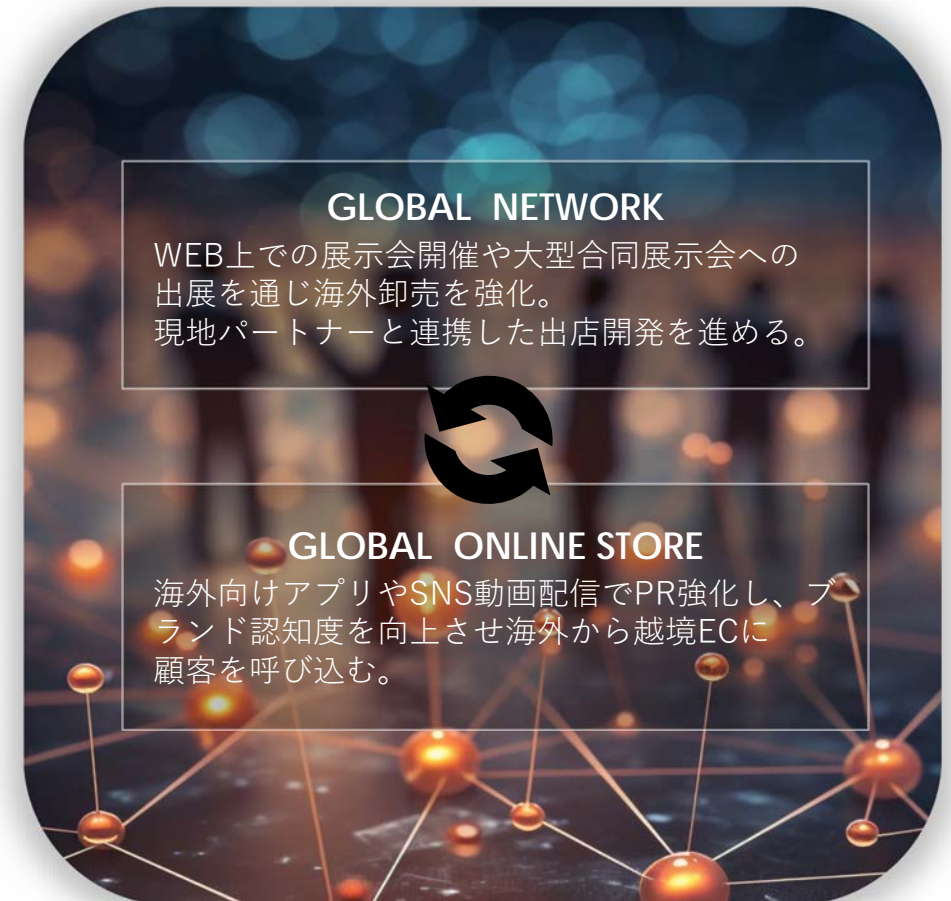 GLOBAL NETWORK
WEB上での展示会開催や大型合同展示会への
出展を通じ海外卸売を強化。
現地パートナーと連携した出店開発を進める。
GLOBAL ONLINE STORE
海外向けアプリやSNS動画配信でPR強化し、ブ
ランド認知度を向上させ海外から越境ECに
顧客を呼び込む。